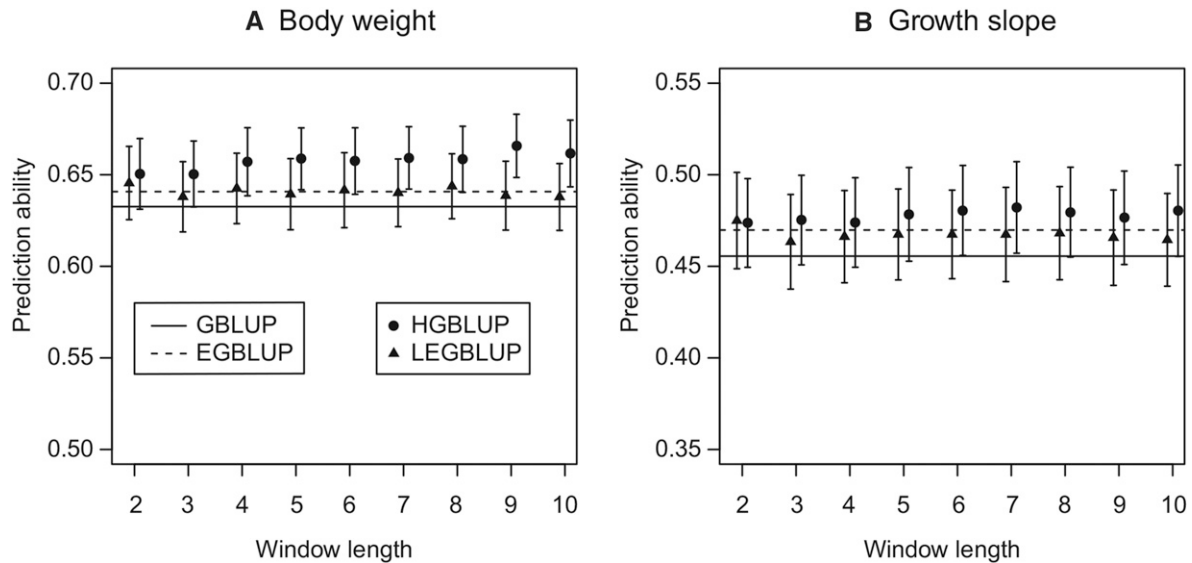 A Body weight
Prediction ability
0.70
0.65
0.60
0.55
0.50
GBLUP
EGBLUP
HGBLUP
LEGBLUP
2 3 4 5 6 7 8 9 10
Window length
B Growth slope
Prediction ability
0.55
0.50
0.45
0.40
0.35
2 3 4 5 6 7 8 9 10
Window length